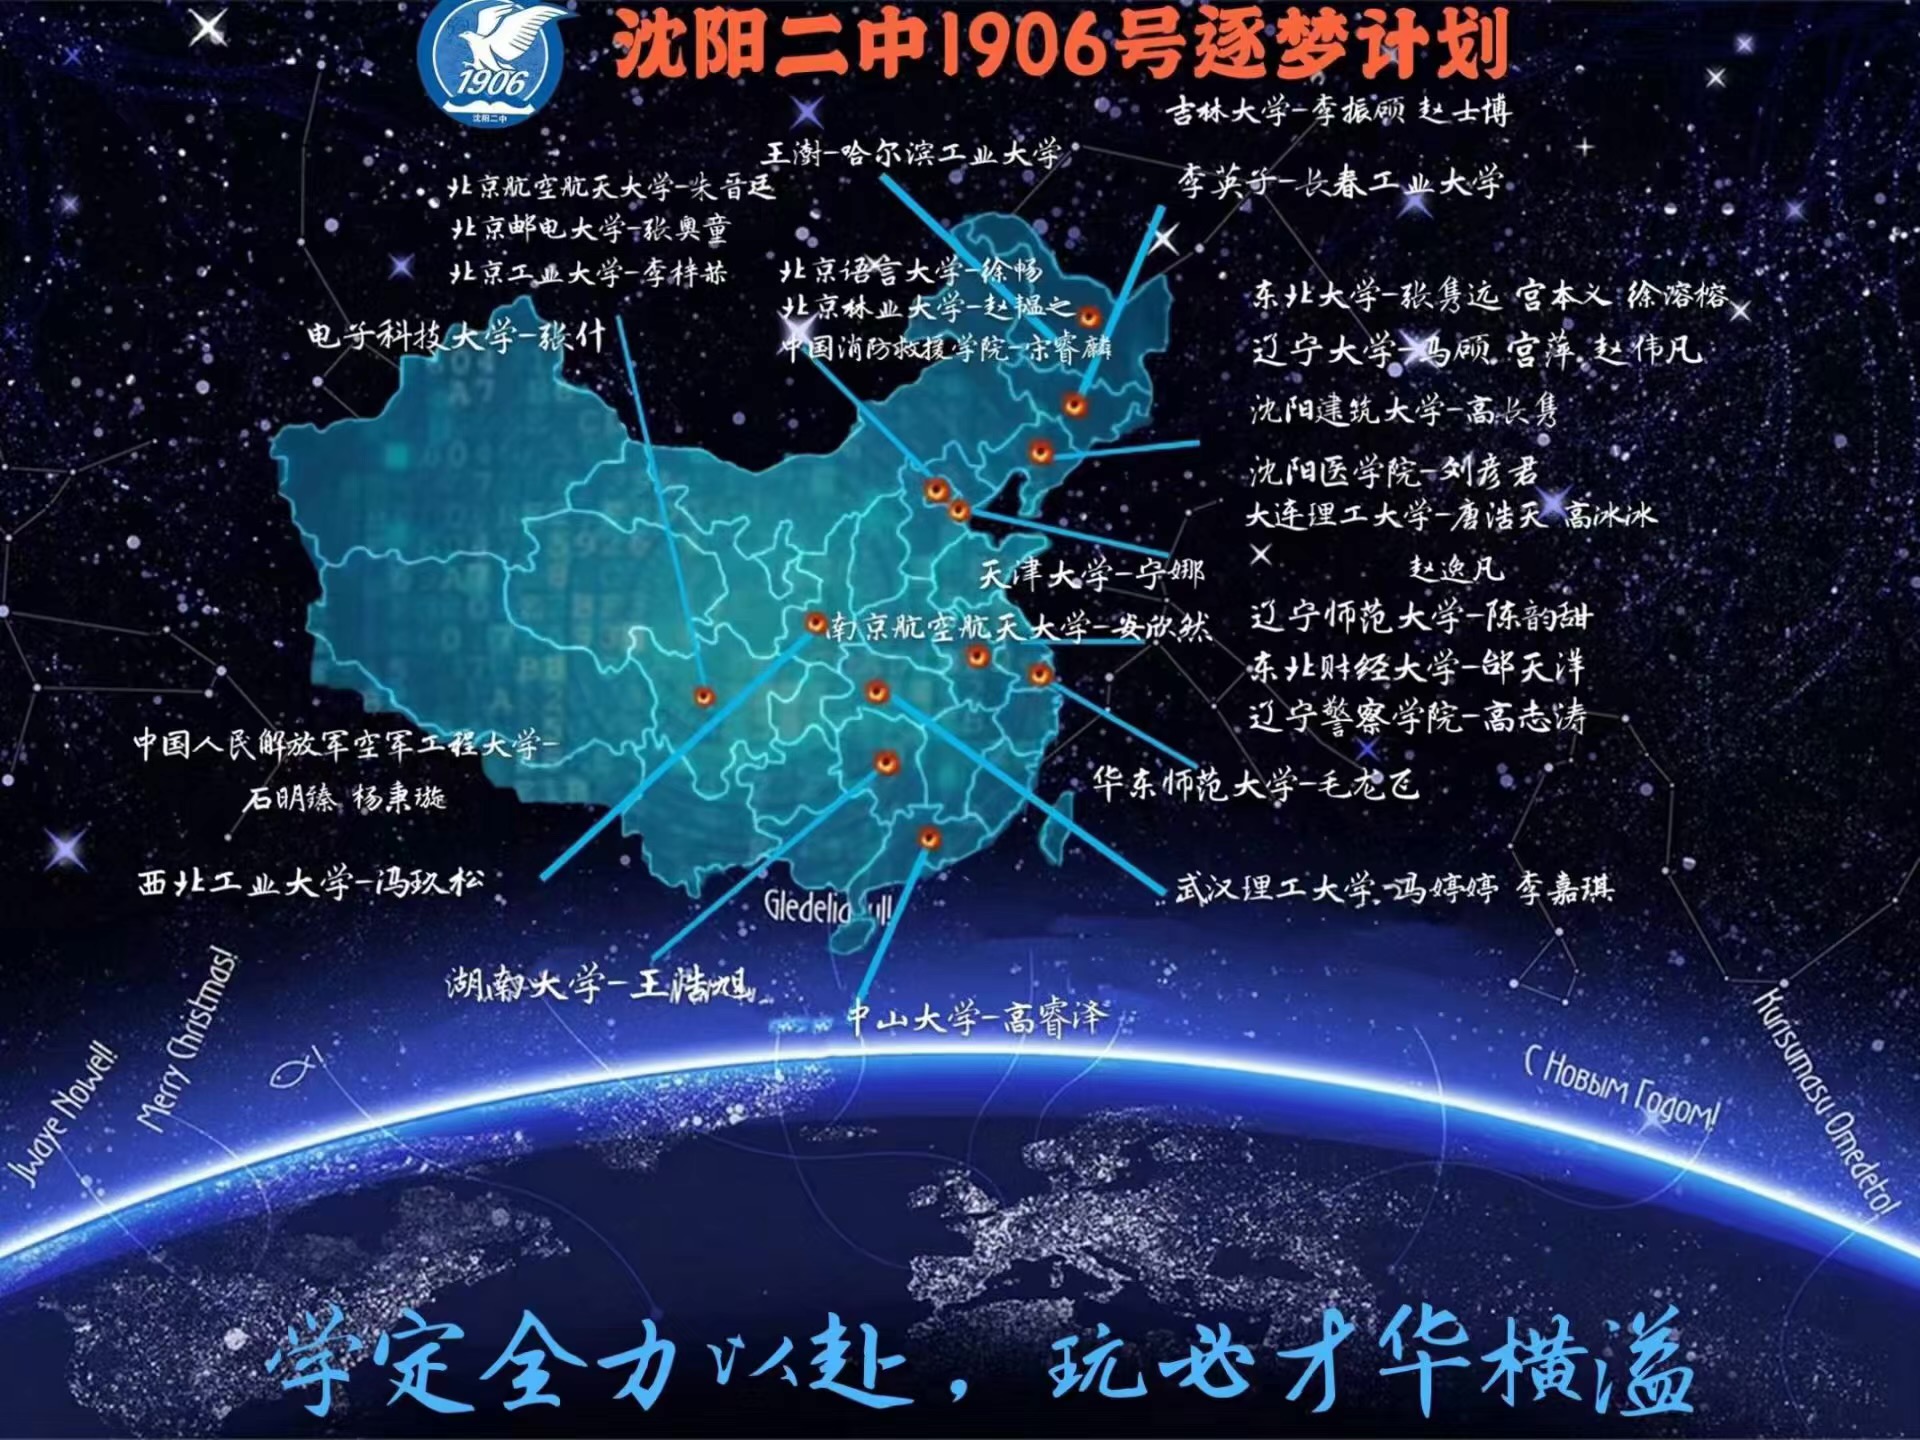 1906
沈阳二中
沈阳二中1906号逐梦计划
吉林大学-李振硕 赵士博
王澍-哈尔滨工业大学
李英子-长春工业大学
北京航空航天大学-朱晋廷
北京邮电大学-张奥童
北京工业大学-李梓菘
北京语言大学-徐畅
北京林业大学-赵韫之
中国消防救援学院-宋睿麟
电子科技大学-张什
东北大学-张隽远 宫本义 徐溶榕
辽宁大学-马硕 宫萍 赵伟凡
沈阳建筑大学-高长隽
沈阳医学院-刘彦君
大连理工大学-唐浩天 高冰冰
赵逸凡
辽宁师范大学-陈韵甜
东北财经大学-邰天洋
辽宁警察学院-高志涛
天津大学-宁娜
南京航空航天大学-安欣然
华东师范大学-毛龙飞
武汉理工大学-冯婷婷 李嘉琪
中国人民解放军空军工程大学-
石明臻 杨秉璇
西北工业大学-冯玖松
湖南大学-王浩旭
中山大学-高睿泽
Jwaye Nowell!
Merry Christmas!
С Новым Годом!
Kurisumasu Omedeto!
学定全力以赴，玩必才华横溢